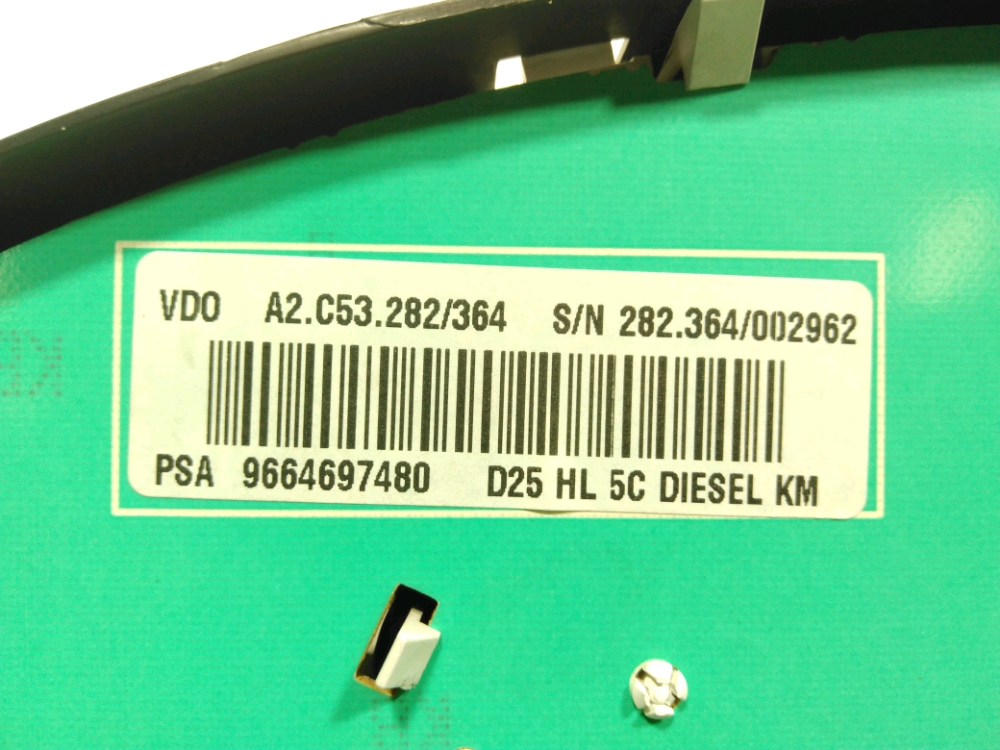 VDO A2.C53.282/364 S/N 282.364/002962
PSA 9664697480 D25 HL 5C DIESEL KM